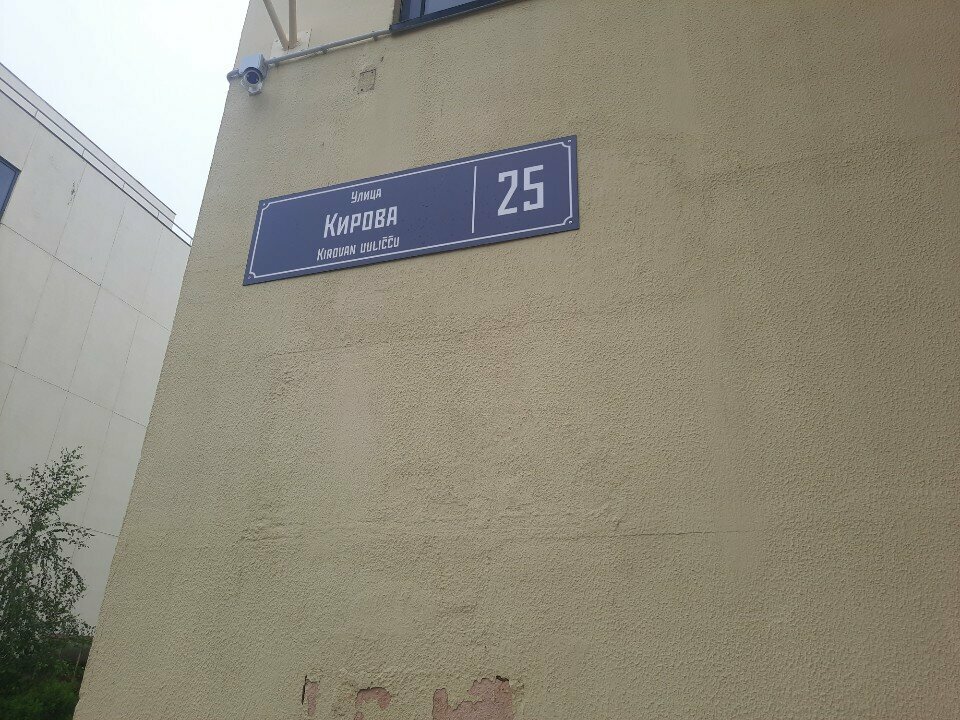 Улица
Кирова
Kirovan uuličču
25